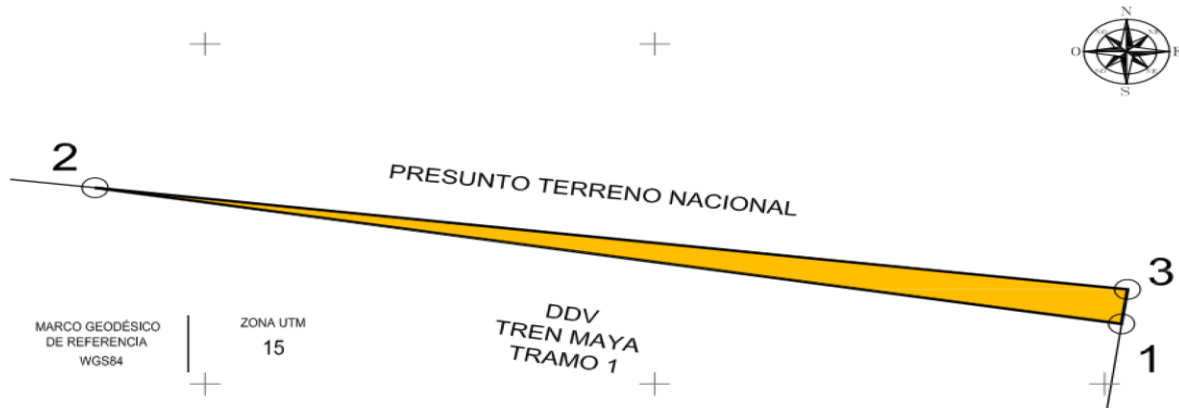 N
O
E
S
2
PRESUNTO TERRENO NACIONAL
3
1
MARCO GEODÉSICO
DE REFERENCIA
WGS84
ZONA UTM
15
DDV
TREN MAYA
TRAMO 1